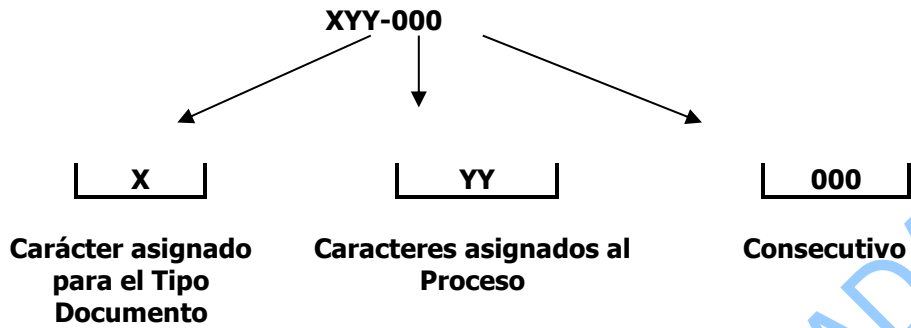 XYY-000
X
YY
000
Carácter asignado
para el Tipo
Documento
Caracteres asignados al
Proceso
Consecutivo